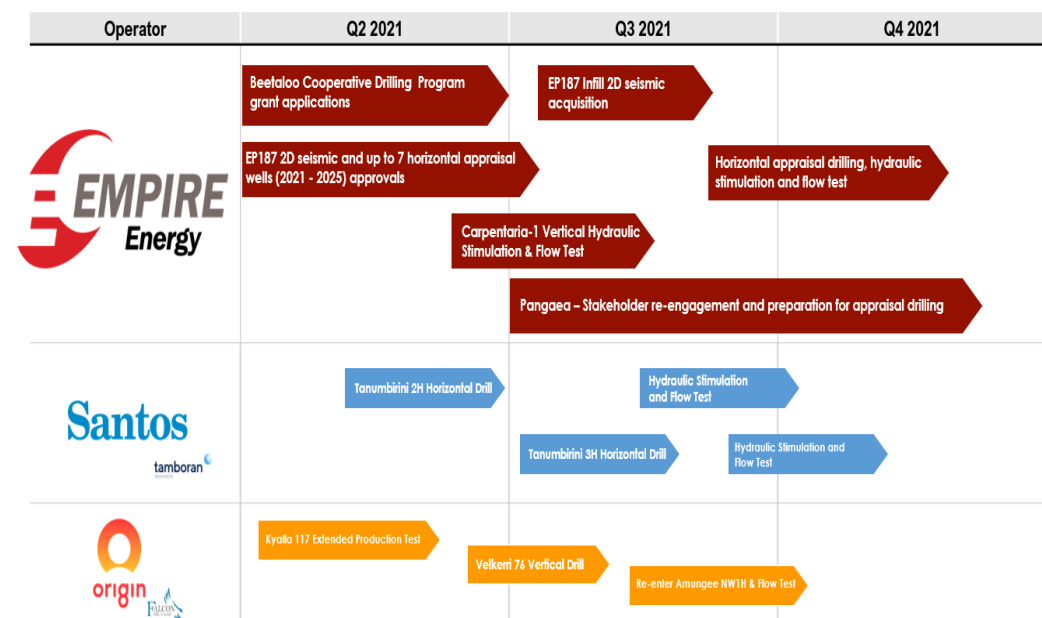 Operator
Q2 2021
Q3 2021
Q4 2021
Beetaloo Cooperative Drilling Program
grant applications
EP187 Infill 2D seismic
acquisition
EMPIRE
Energy
EP187 2D seismic and up to 7 horizontal appraisal
wells (2021 - 2025) approvals
Horizontal appraisal drilling, hydraulic
stimulation and flow test
Carpentaria-1 Vertical Hydraulic
Stimulation & Flow Test
Pangaea – Stakeholder re-engagement and preparation for appraisal drilling
Santos
tamboran
Tanumbirini 2H Horizontal Drill
Hydraulic Stimulation
and Flow Test
Tanumbirini 3H Horizontal Drill
Hydraulic Stimulation and
Flow Test
origin
FALCON
Kyalla 117 Extended Production Test
Velkerri 76 Vertical Drill
Re-enter Amungee NW1H & Flow Test